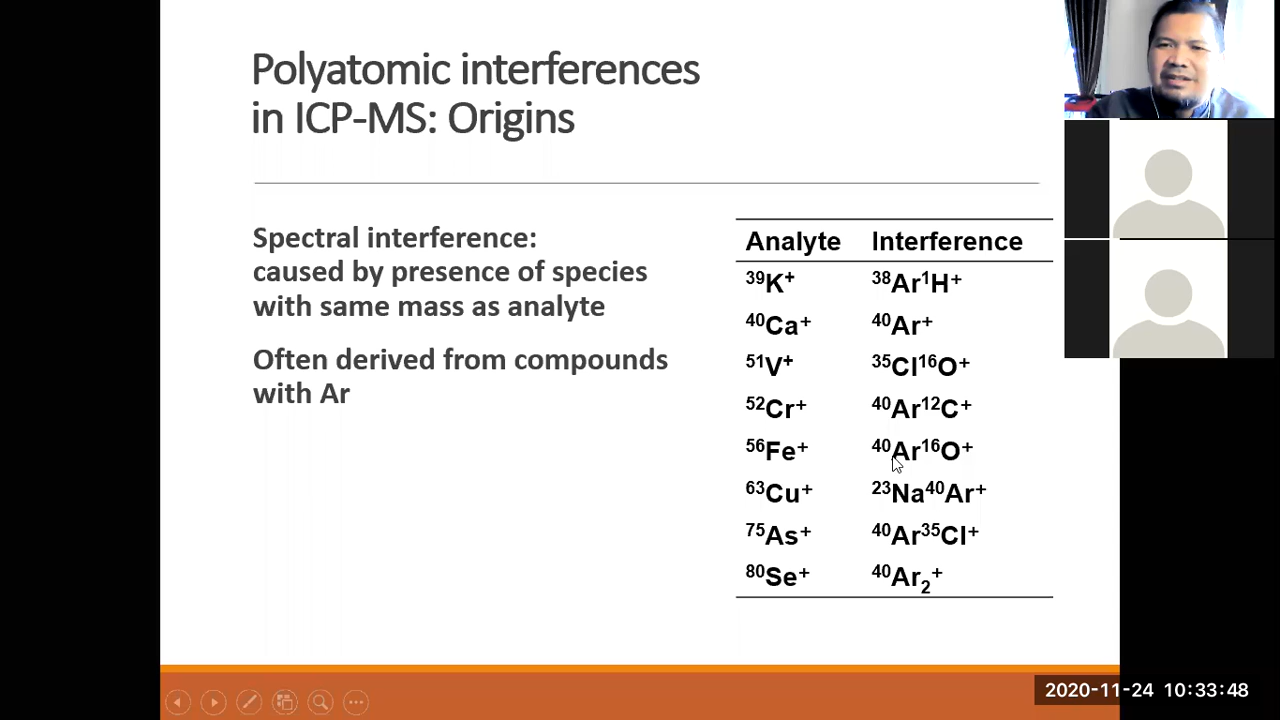 Polyatomic interferences
in ICP-MS: Origins
Spectral interference:
caused by presence of species
with same mass as analyte
Often derived from compounds
with Ar
Analyte Interference
³⁹K⁺ ³⁸Ar¹H⁺
⁴⁰Ca⁺ ⁴⁰Ar⁺
⁵¹V⁺ ³⁵Cl¹⁶O⁺
⁵²Cr⁺ ⁴⁰Ar¹²C⁺
⁵⁶Fe⁺ ⁴⁰Ar¹⁶O⁺
⁶³Cu⁺ ²³Na⁴⁰Ar⁺
⁷⁵As⁺ ⁴⁰Ar³⁵Cl⁺
⁸⁰Se⁺ ⁴⁰Ar₂⁺
2020-11-24 10:33:48